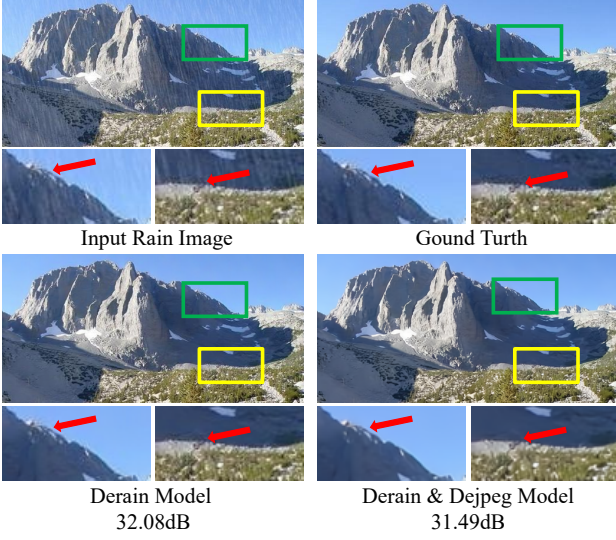 Input Rain Image
Gound Turth
Derain Model
32.08dB
Derain & Dejpeg Model
31.49dB